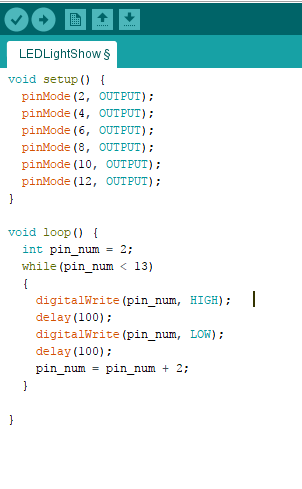 LEDLightShow §
void setup() {
  pinMode(2, OUTPUT);
  pinMode(4, OUTPUT);
  pinMode(6, OUTPUT);
  pinMode(8, OUTPUT);
  pinMode(10, OUTPUT);
  pinMode(12, OUTPUT);
}

void loop() {
  int pin_num = 2;
  while(pin_num < 13)
  {
    digitalWrite(pin_num, HIGH);
    delay(100);
    digitalWrite(pin_num, LOW);
    delay(100);
    pin_num = pin_num + 2;
  }

}